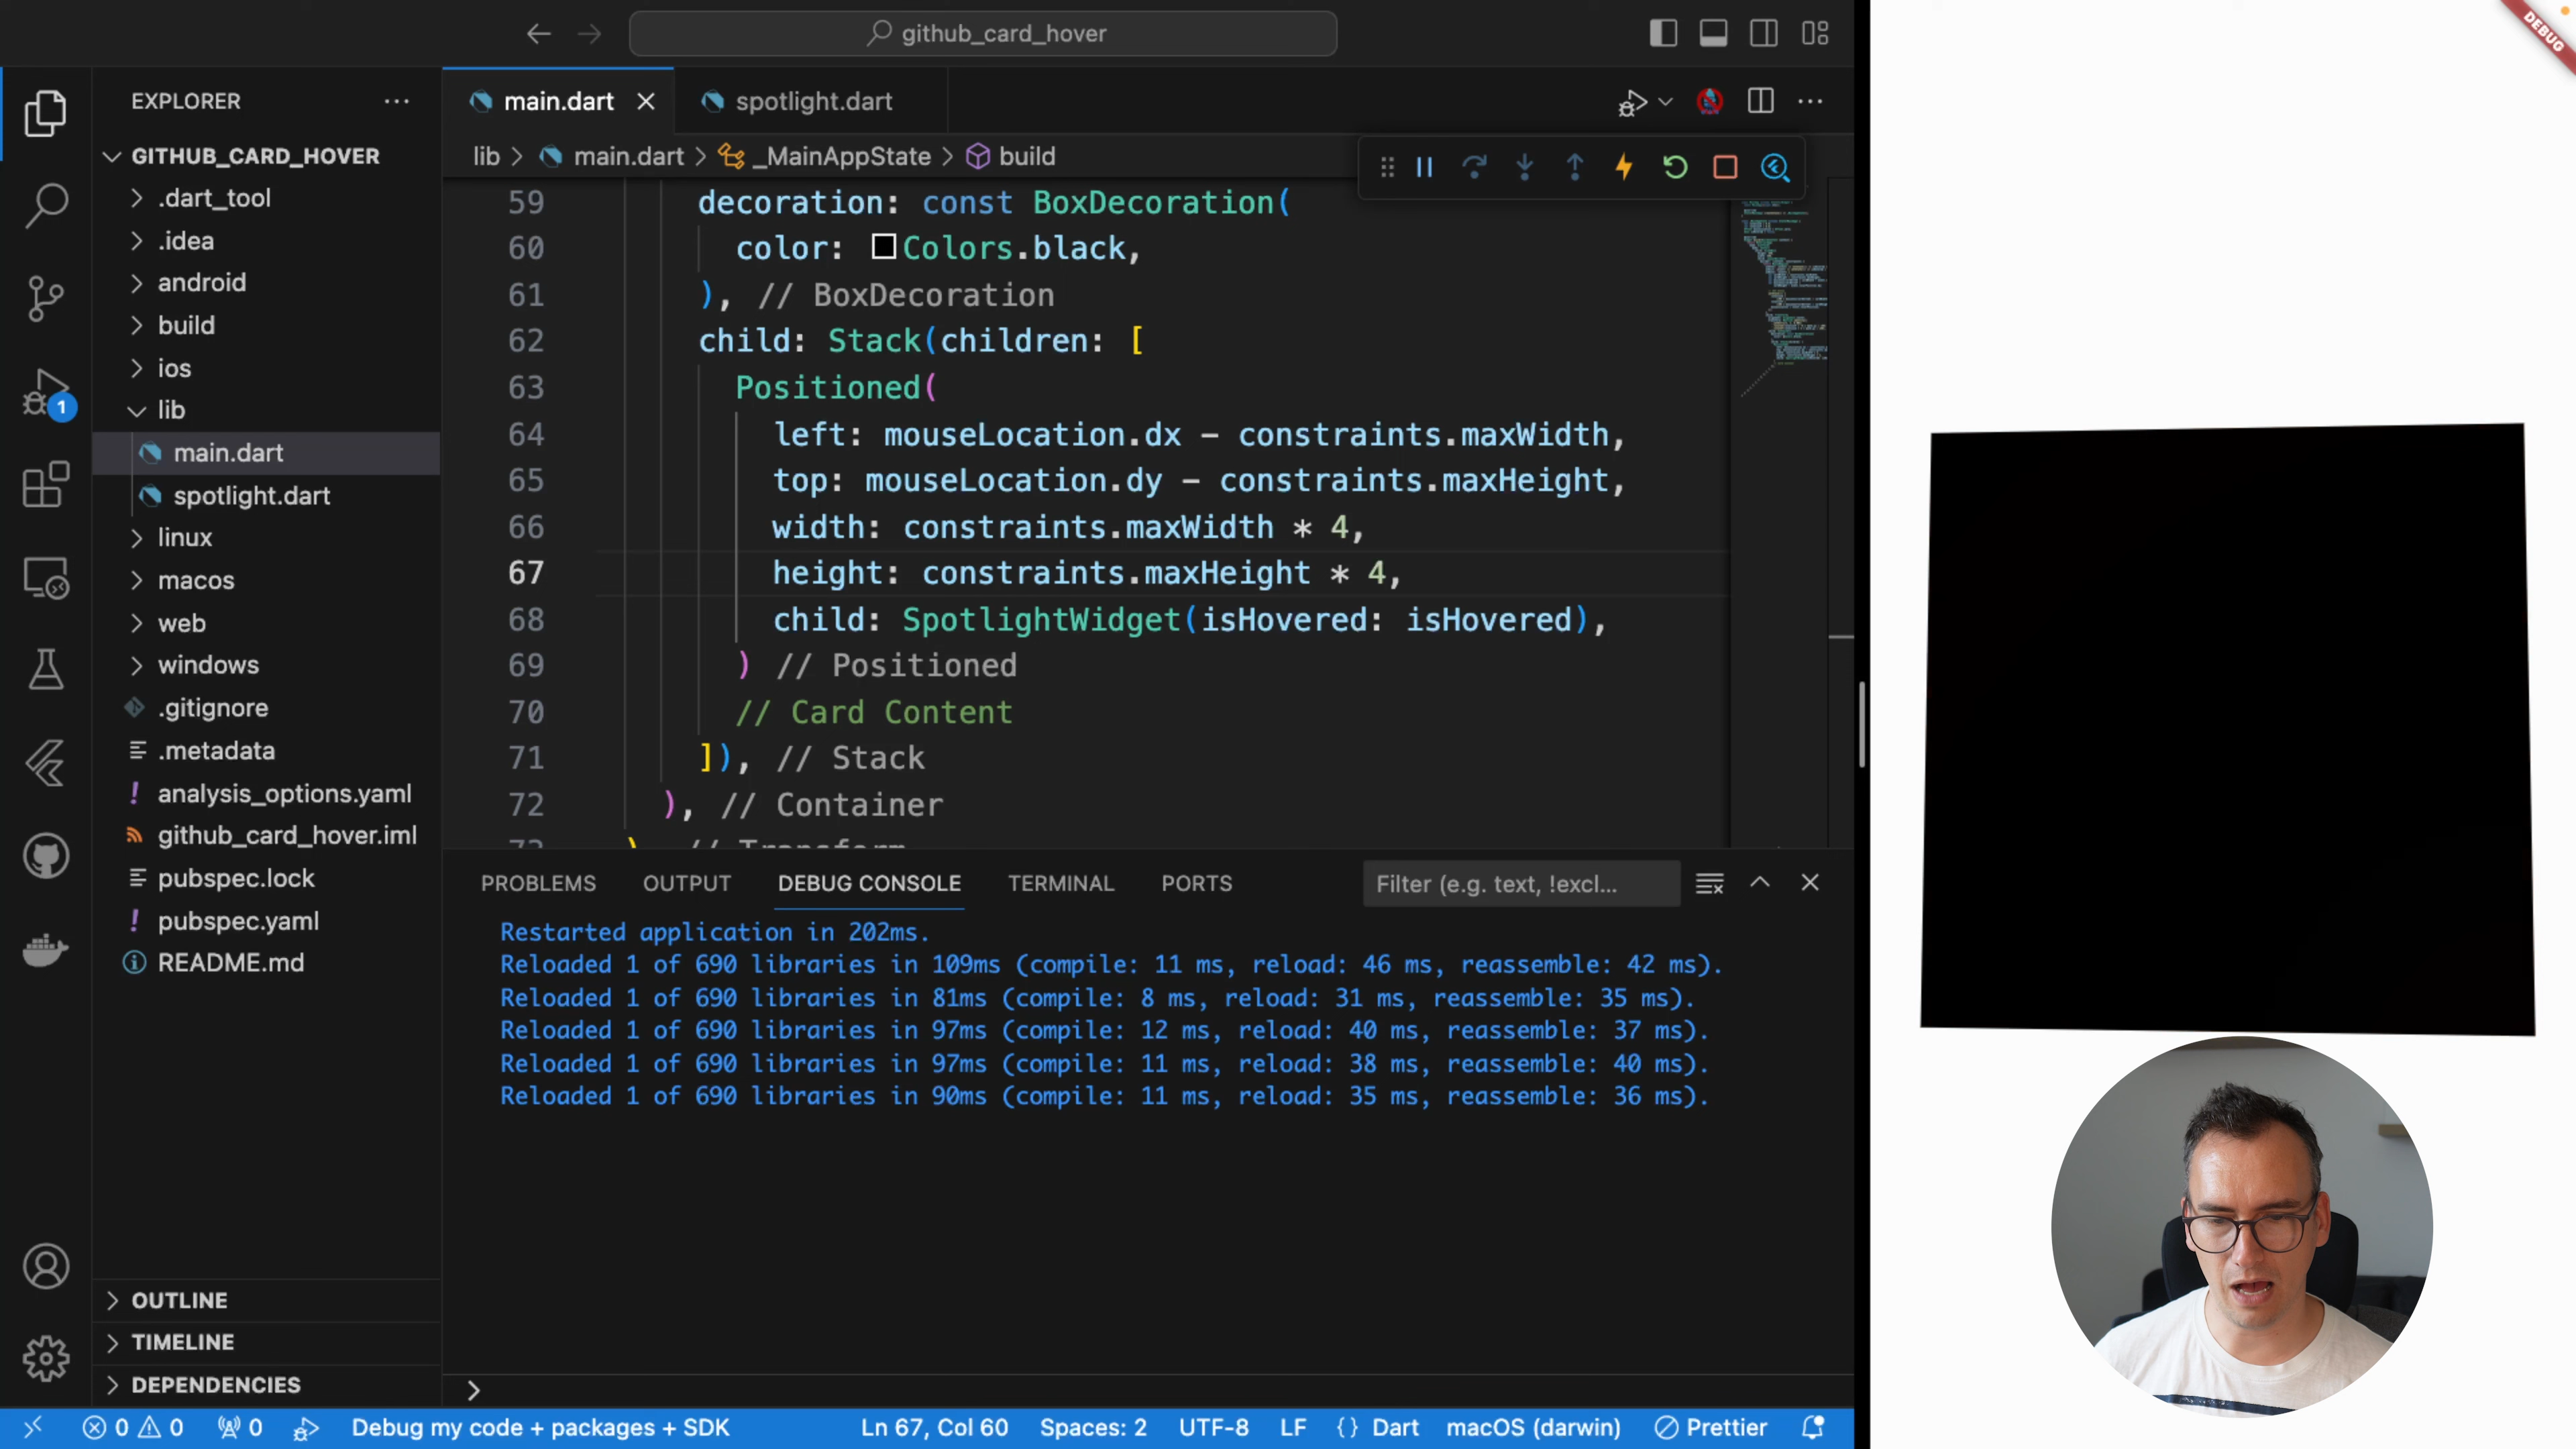 github_card_hover
EXPLORER
main.dart
spotlight.dart
GITHUB_CARD_HOVER
lib
main.dart
_MainAppState
build
.dart_tool
.idea
android
build
ios
lib
main.dart
spotlight.dart
linux
macos
web
windows
.gitignore
.metadata
analysis_options.yaml
github_card_hover.iml
pubspec.lock
pubspec.yaml
README.md
OUTLINE
TIMELINE
DEPENDENCIES
59 decoration: const BoxDecoration(
60 color: Colors.black,
61 ), // BoxDecoration
62 child: Stack(children: [
63 Positioned(
64 left: mouseLocation.dx - constraints.maxWidth,
65 top: mouseLocation.dy - constraints.maxHeight,
66 width: constraints.maxWidth * 4,
67 height: constraints.maxHeight * 4,
68 child: SpotlightWidget(isHovered: isHovered),
69 ) // Positioned
70 // Card Content
71 ]), // Stack
72 ), // Container
73 ) // Transform
PROBLEMS
OUTPUT
DEBUG CONSOLE
TERMINAL
PORTS
Filter (e.g. text, !excl...
Restarted application in 202ms.
Reloaded 1 of 690 libraries in 109ms (compile: 11 ms, reload: 46 ms, reassemble: 42 ms).
Reloaded 1 of 690 libraries in 81ms (compile: 8 ms, reload: 31 ms, reassemble: 35 ms).
Reloaded 1 of 690 libraries in 97ms (compile: 12 ms, reload: 40 ms, reassemble: 37 ms).
Reloaded 1 of 690 libraries in 97ms (compile: 11 ms, reload: 38 ms, reassemble: 40 ms).
Reloaded 1 of 690 libraries in 90ms (compile: 11 ms, reload: 35 ms, reassemble: 36 ms).
1
0 0 0 Debug my code + packages + SDK Ln 67, Col 60 Spaces: 2 UTF-8 LF {} Dart macOS (darwin) Prettier
DEBUG